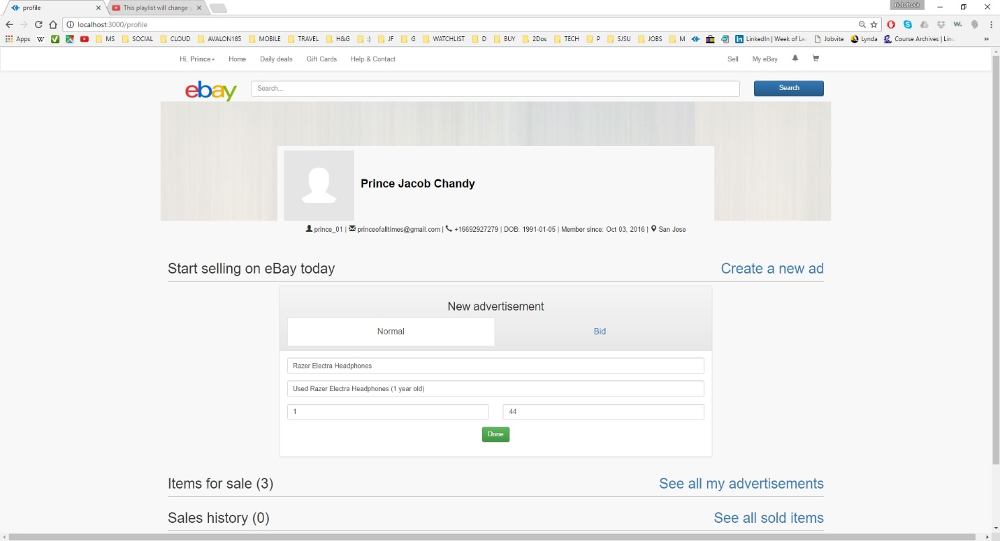 profile
This playlist will change
notafrock
localhost:3000/profile
Apps MS SOCIAL CLOUD AVALON185 MOBILE TRAVEL H&G :) JF G WATCHLIST D BUY 2Dos TECH P SJSU JOBS M LinkedIn | Week of Le Jobvite Lynda Course Archives | Linu »
Hi, Prince Home Daily deals Gift Cards Help & Contact Sell My eBay
ebay Search... Search
Prince Jacob Chandy
prince_01 | princeofalltimes@gmail.com | +16692927279 | DOB: 1991-01-05 | Member since: Oct 03, 2016 | San Jose
Start selling on eBay today Create a new ad
New advertisement
Normal Bid
Razer Electra Headphones
Used Razer Electra Headphones (1 year old)
1 44
Done
Items for sale (3) See all my advertisements
Sales history (0) See all sold items